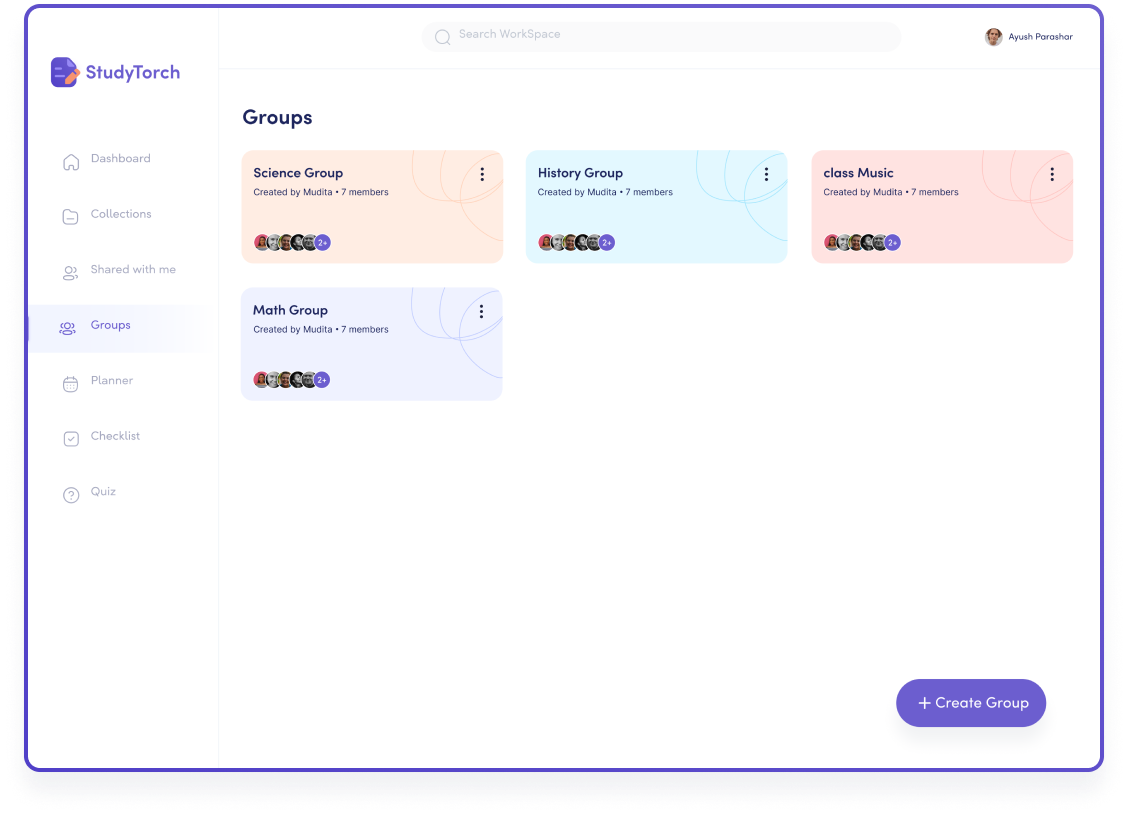 Search WorkSpace
Ayush Parashar
StudyTorch
Dashboard
Collections
Shared with me
Groups
Planner
Checklist
Quiz
Groups
Science Group
Created by Mudita • 7 members
2+
History Group
Created by Mudita • 7 members
2+
class Music
Created by Mudita • 7 members
2+
Math Group
Created by Mudita • 7 members
2+
+ Create Group